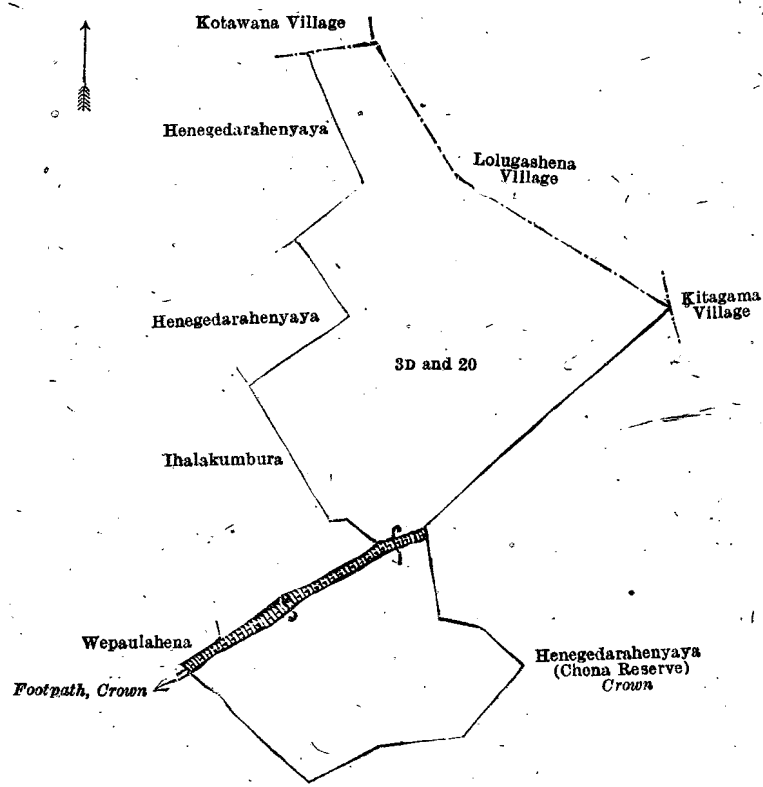 Kotawana Village
Henegedarahenyaya
Lolugashena
Village
Kitagama
Village
Henegedarahenyaya
3D and 20
Ihalakumbura
Wepaulahena
Henegedarahenyaya
(Chona Reserve)
Crown
Footpath, Crown